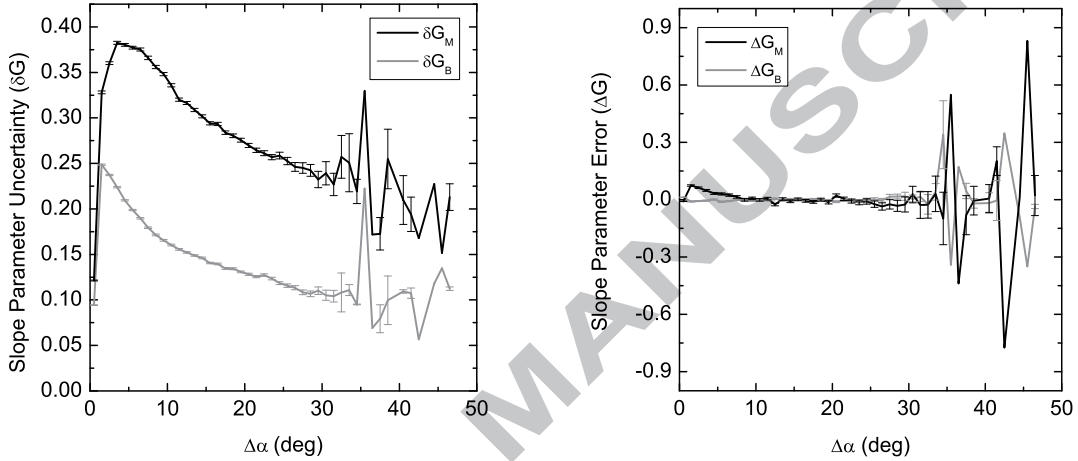 Slope Parameter Uncertainty (δG)
0.40
0.35
0.30
0.25
0.20
0.15
0.10
0.05
0.00
δG_M
δG_B
0 10 20 30 40 50
Δα (deg)
Slope Parameter Error (ΔG)
0.9
0.6
0.3
0.0
-0.3
-0.6
-0.9
ΔG_M
ΔG_B
0 10 20 30 40 50
Δα (deg)
MANUSC